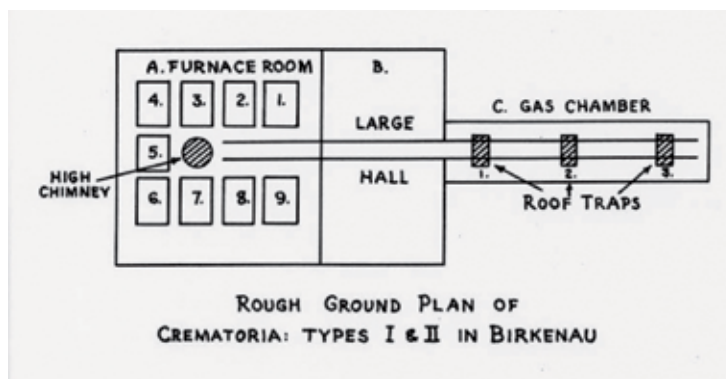 A. FURNACE ROOM
B.
4. 3. 2. 1.
C. GAS CHAMBER
LARGE
5.
HIGH
CHIMNEY
HALL
1. 2. 3.
6. 7. 8. 9.
ROOF TRAPS
ROUGH GROUND PLAN OF
CREMATORIA: TYPES I & II IN BIRKENAU